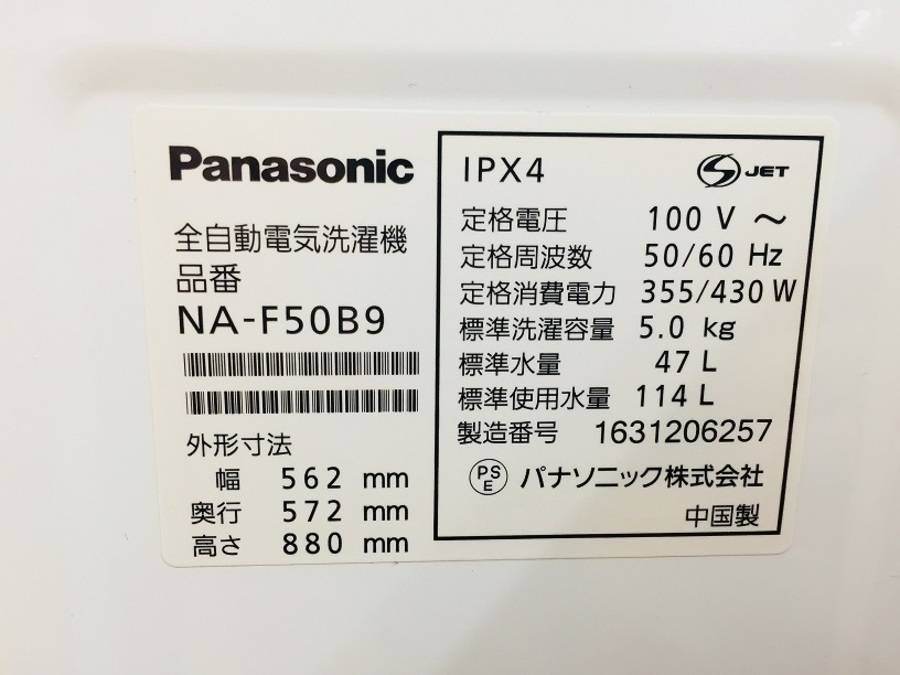 Panasonic
全自動電気洗濯機
品番
NA-F50B9
外形寸法
幅 562 mm
奥行 572 mm
高さ 880 mm
IPX4
S JET
定格電圧 100 V ～
定格周波数 50/60 Hz
定格消費電力 355/430 W
標準洗濯容量 5.0 kg
標準水量 47 L
標準使用水量 114 L
製造番号 1631206257
PSE パナソニック株式会社
中国製